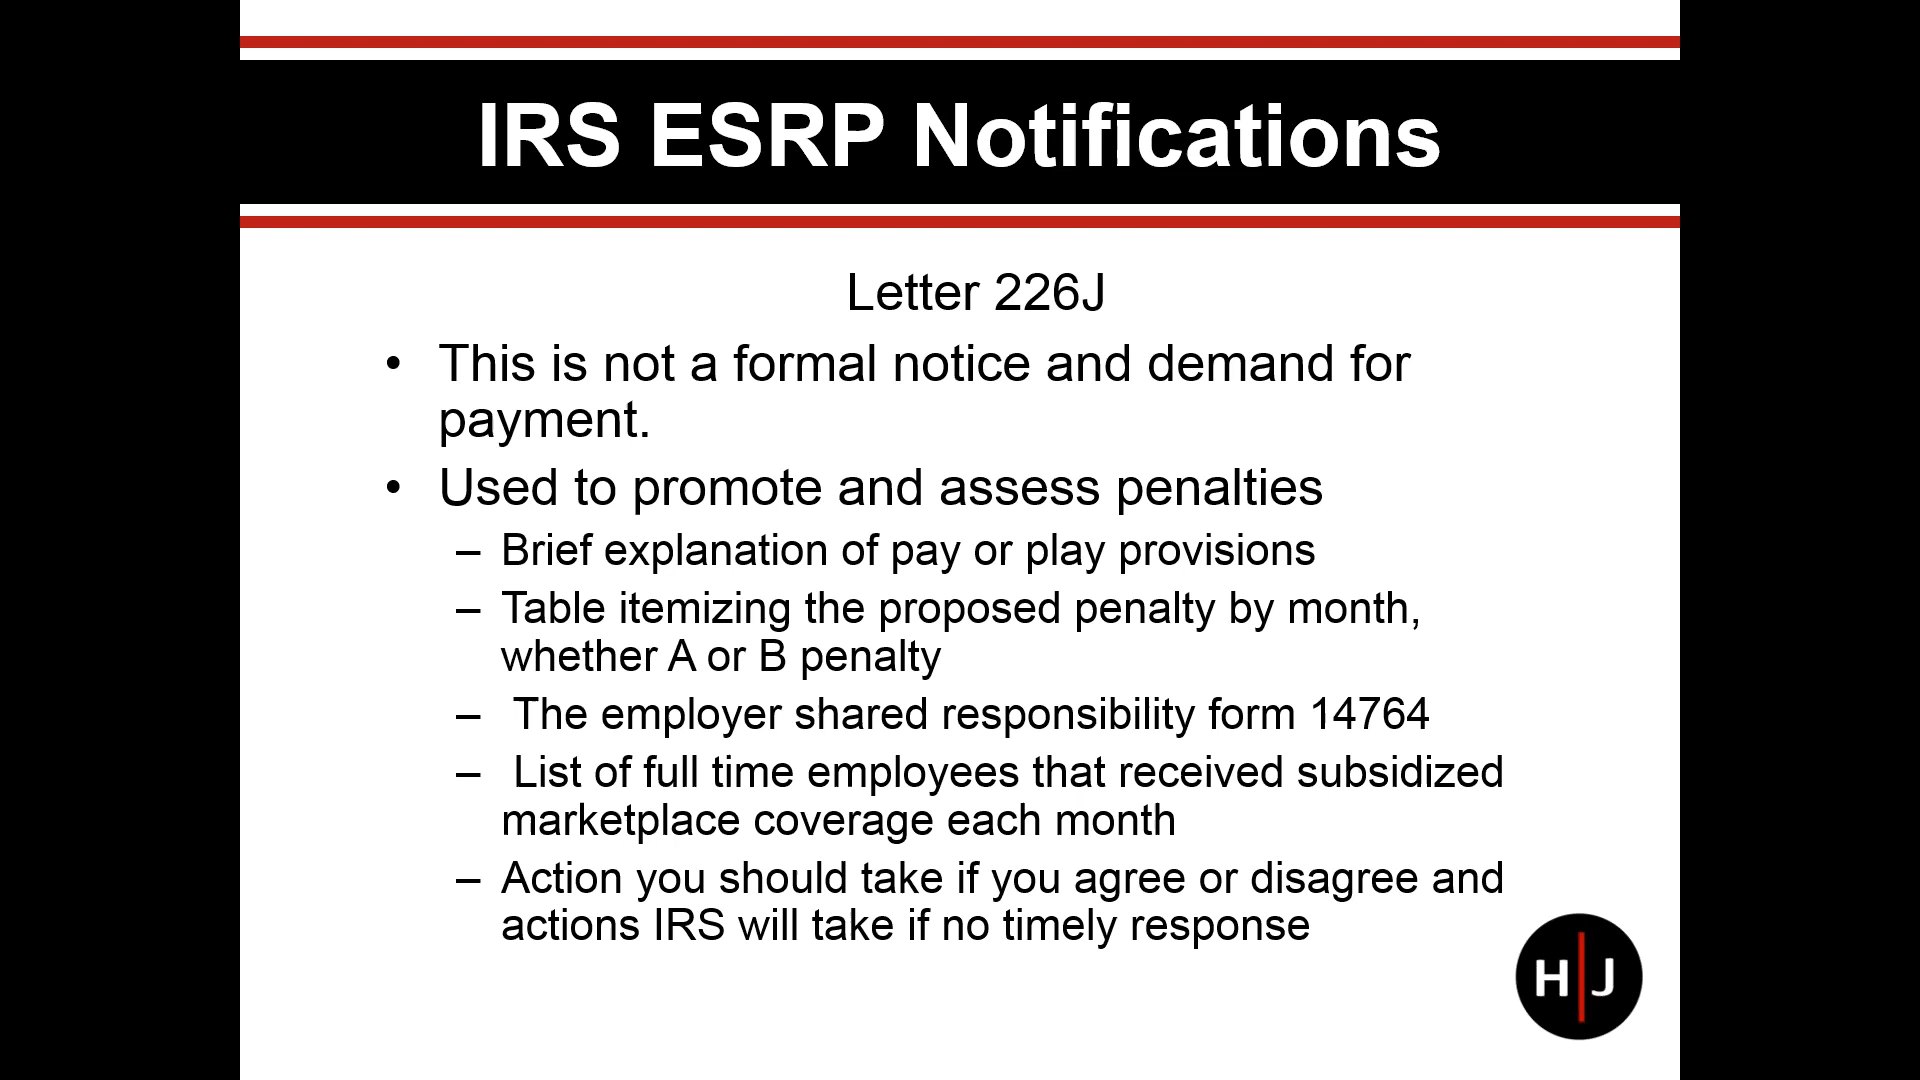 IRS ESRP Notifications
Letter 226J
• This is not a formal notice and demand for
payment.
• Used to promote and assess penalties
– Brief explanation of pay or play provisions
– Table itemizing the proposed penalty by month,
whether A or B penalty
– The employer shared responsibility form 14764
– List of full time employees that received subsidized
marketplace coverage each month
– Action you should take if you agree or disagree and
actions IRS will take if no timely response
H J